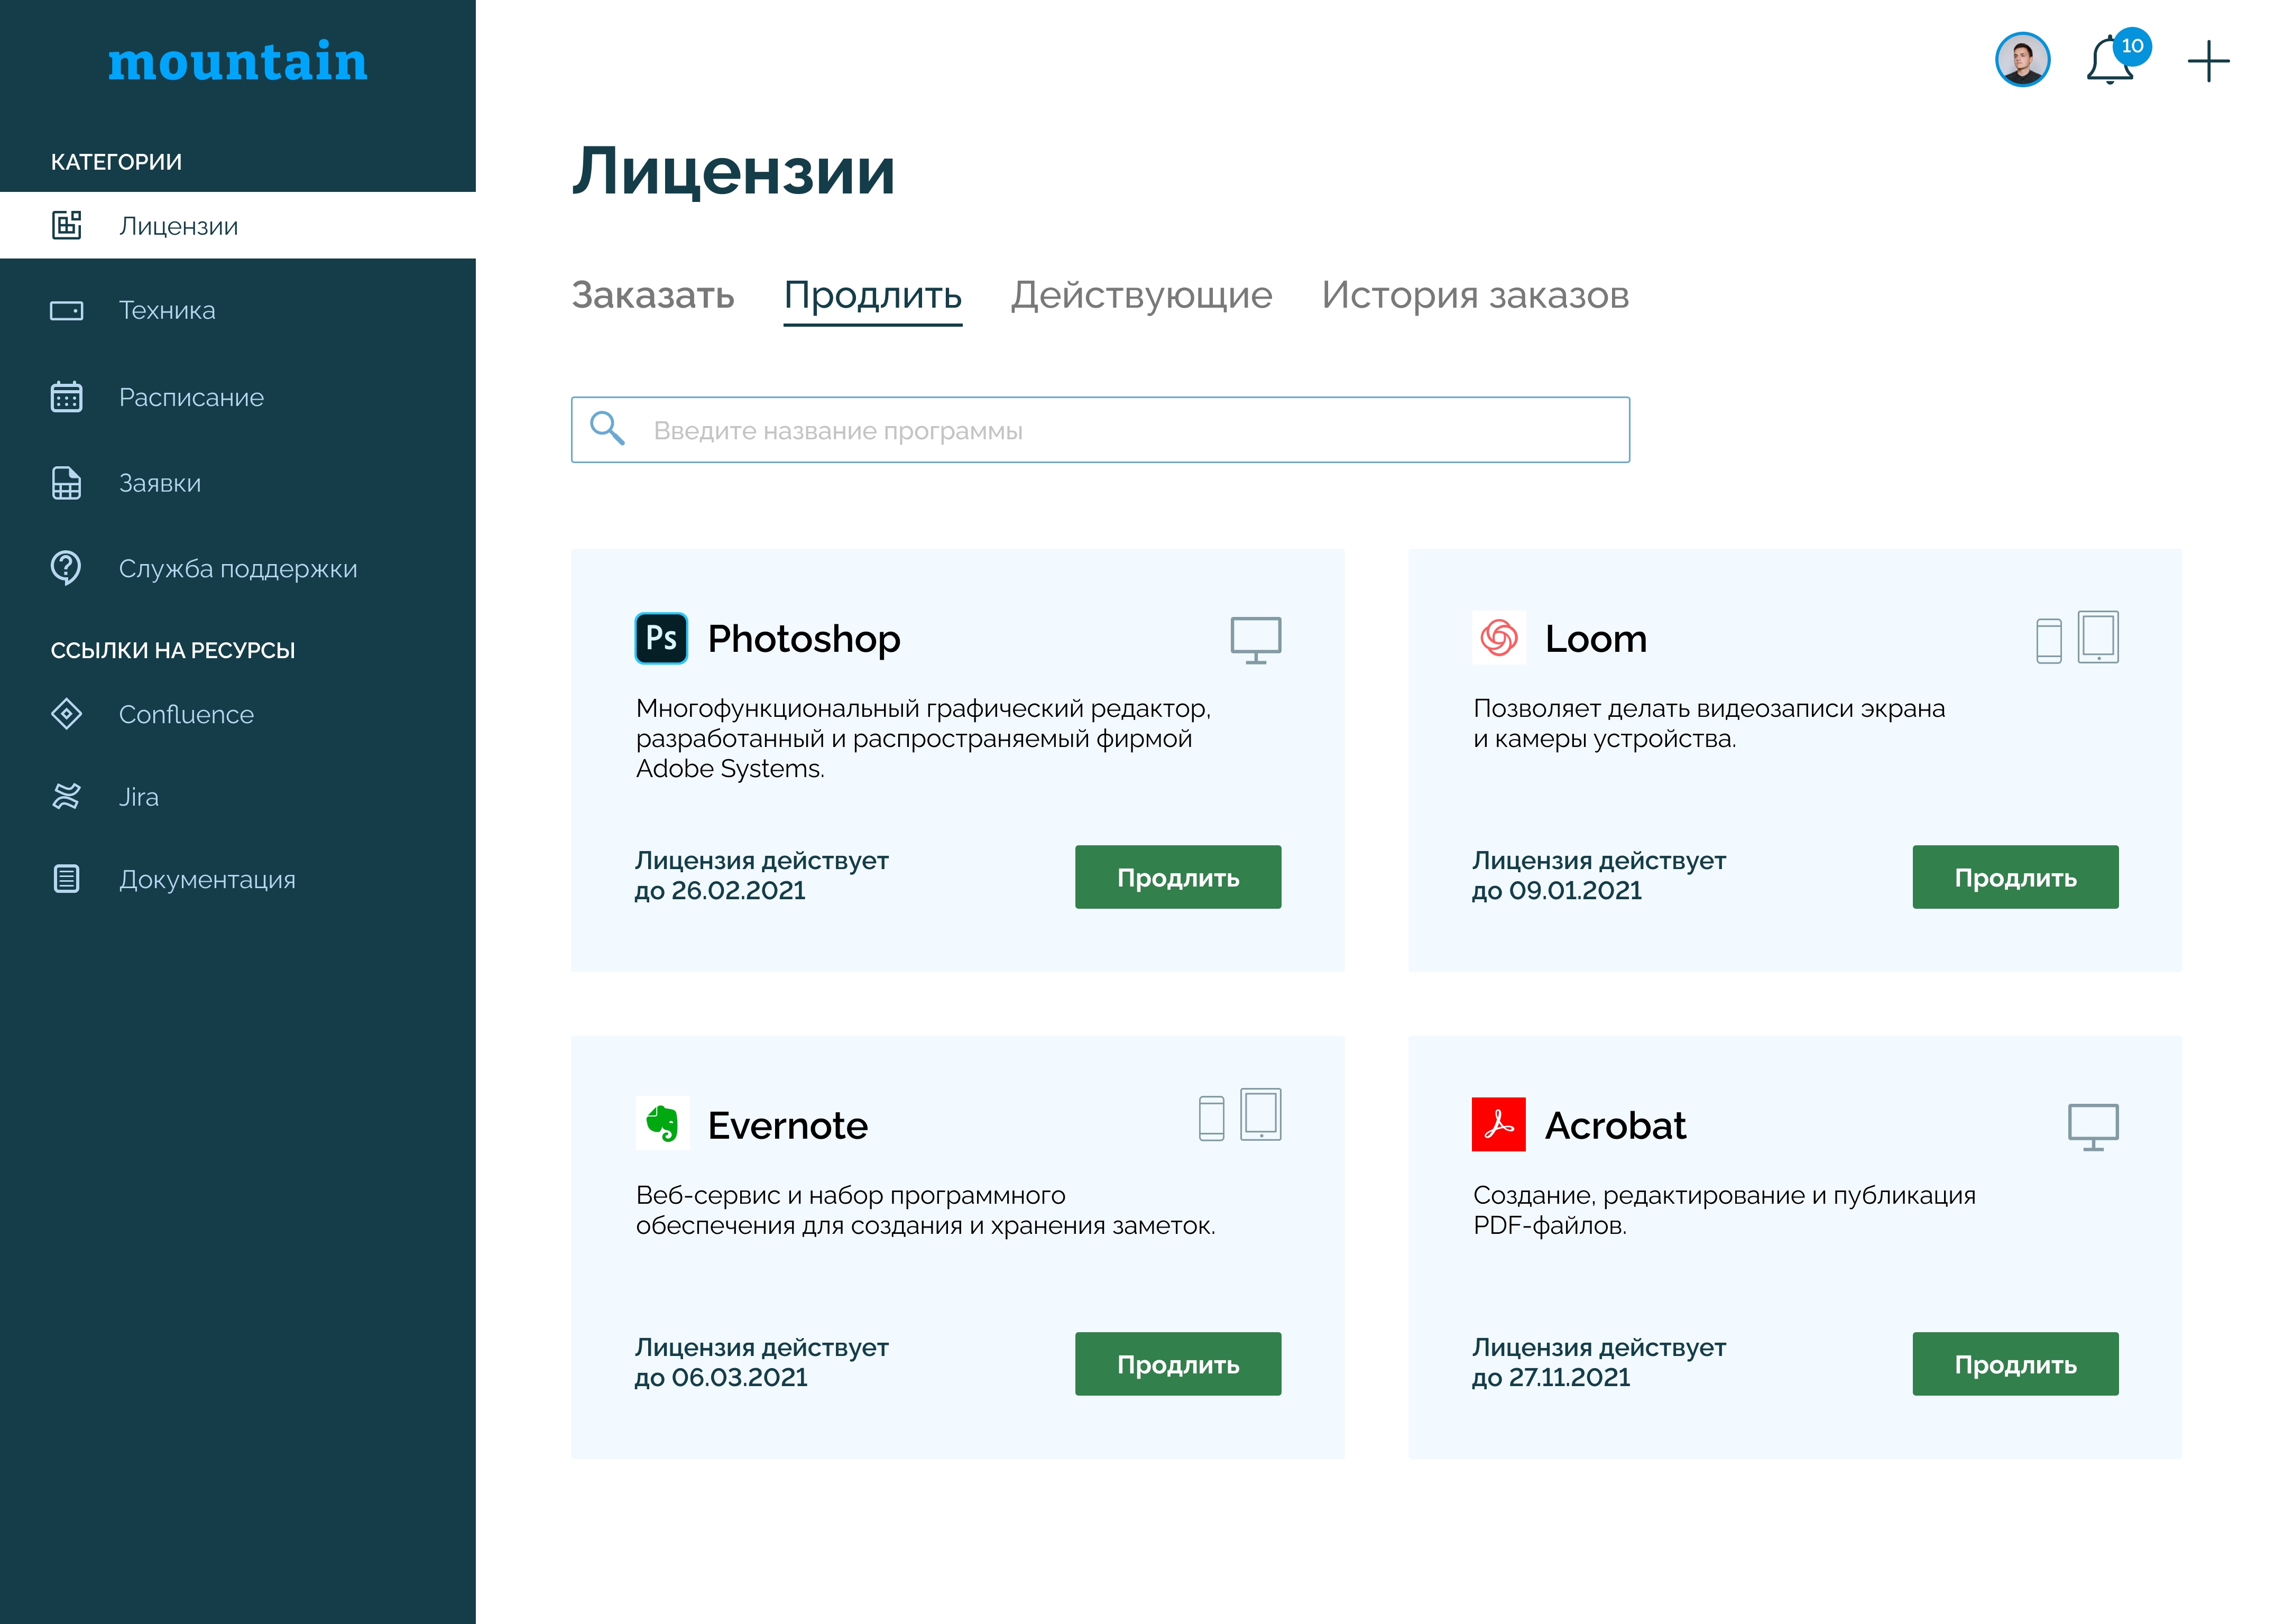 mountain
10
КАТЕГОРИИ
Лицензии
Техника
Расписание
Заявки
Служба поддержки
ССЫЛКИ НА РЕСУРСЫ
Confluence
Jira
Документация
Лицензии
Заказать Продлить Действующие История заказов
Введите название программы
Ps Photoshop
Многофункциональный графический редактор,
разработанный и распространяемый фирмой
Adobe Systems.
Лицензия действует
до 26.02.2021
Продлить
Loom
Позволяет делать видеозаписи экрана
и камеры устройства.
Лицензия действует
до 09.01.2021
Продлить
Evernote
Веб-сервис и набор программного
обеспечения для создания и хранения заметок.
Лицензия действует
до 06.03.2021
Продлить
Acrobat
Создание, редактирование и публикация
PDF-файлов.
Лицензия действует
до 27.11.2021
Продлить